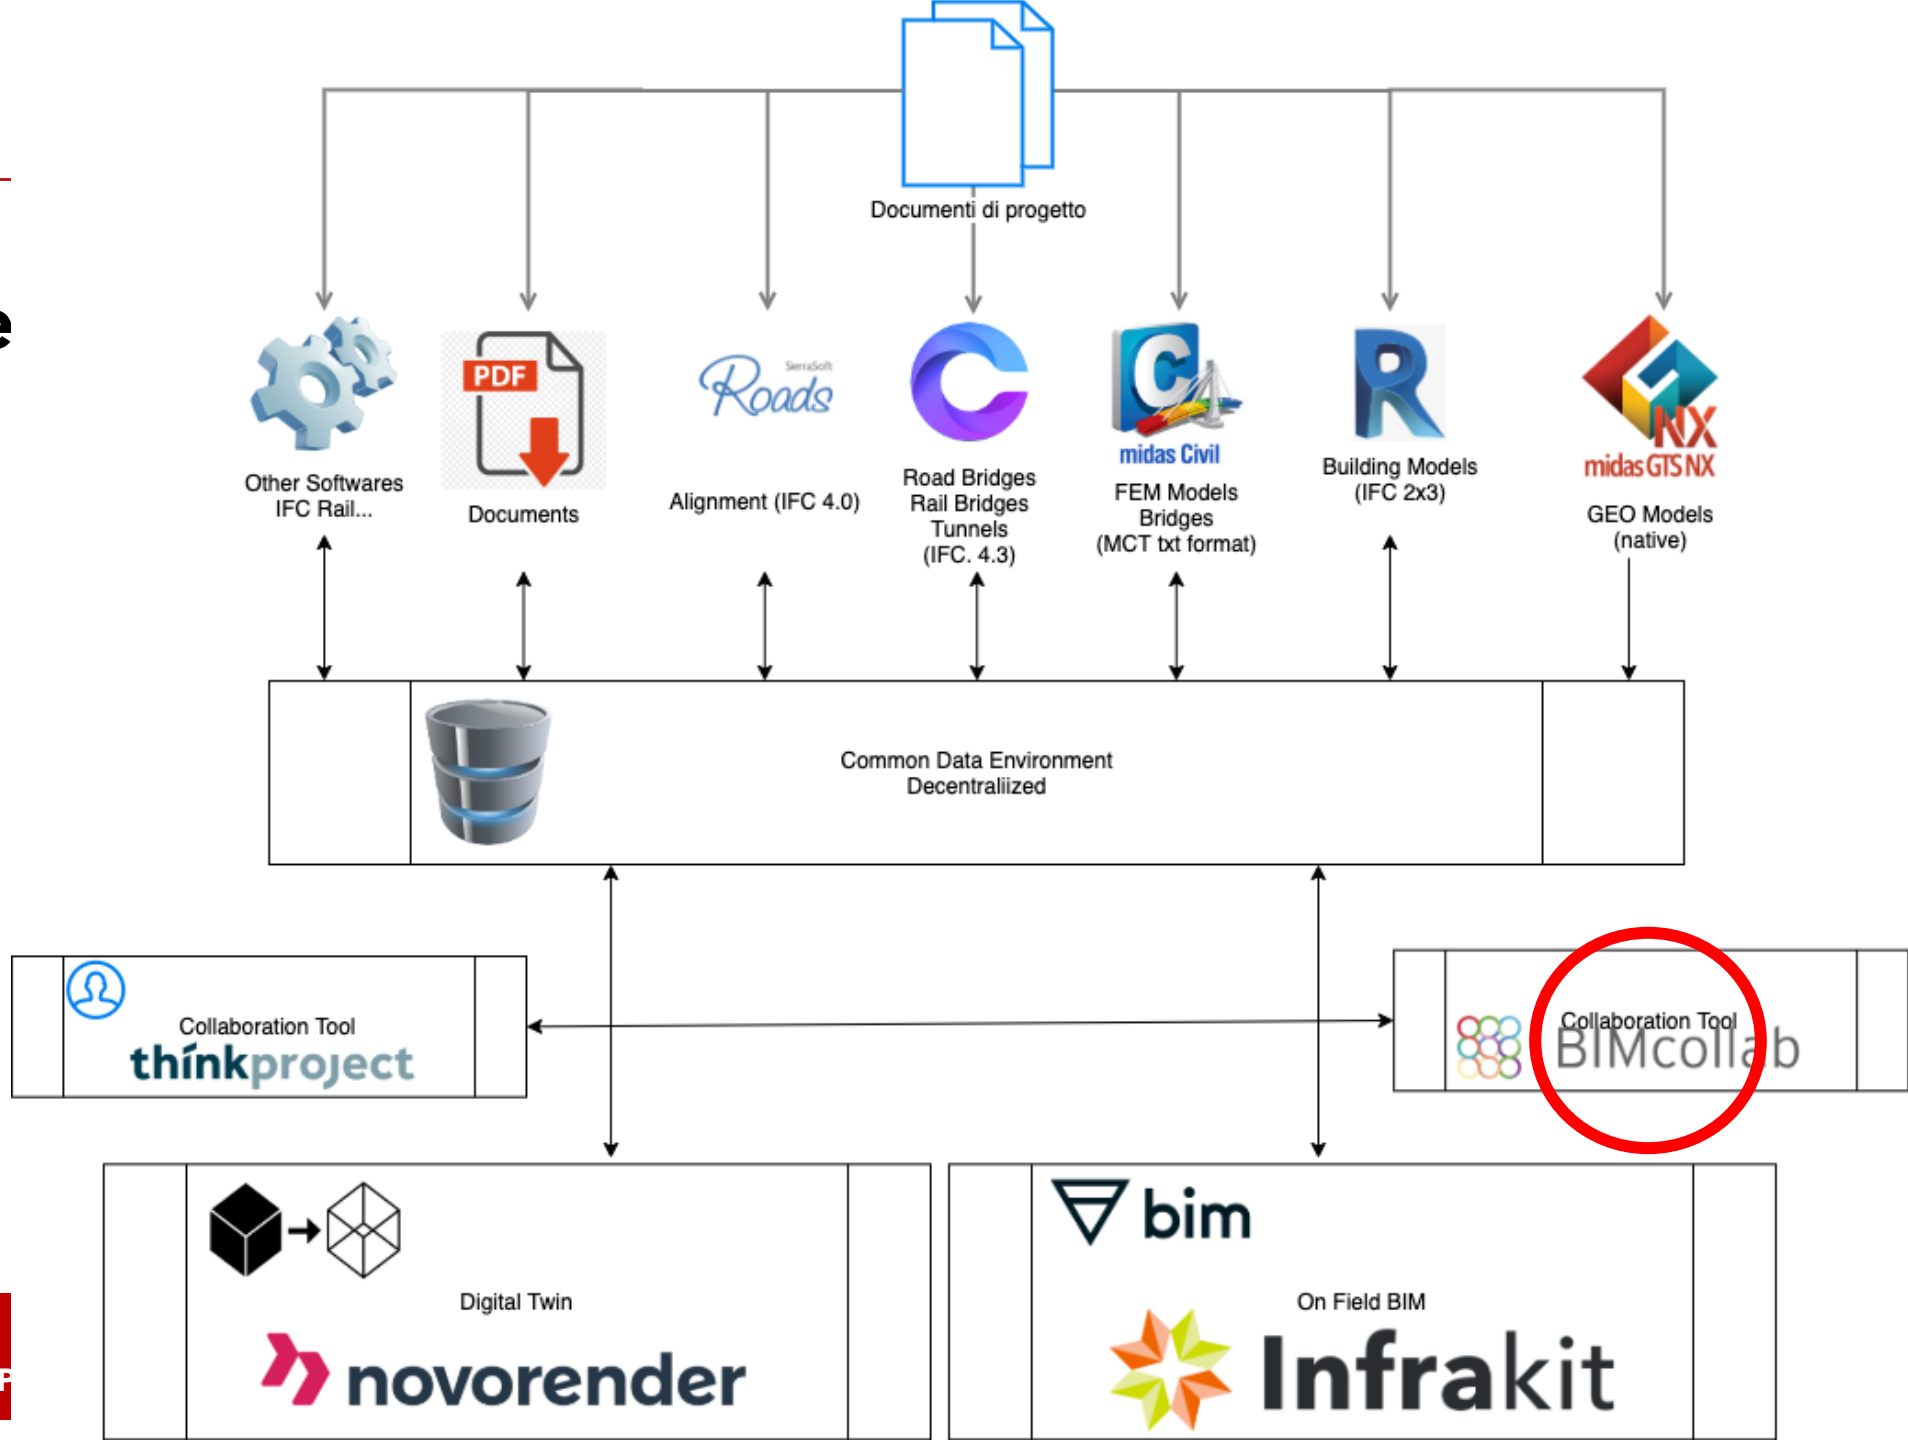 Documenti di progetto
PDF
SierraSoft
Roads
C
midas Civil
R
NX
midas GTS NX
Other Softwares
IFC Rail...
Documents
Alignment (IFC 4.0)
Road Bridges
Rail Bridges
Tunnels
(IFC. 4.3)
FEM Models
Bridges
(MCT txt format)
Building Models
(IFC 2x3)
GEO Models
(native)
Common Data Environment
Decentraliized
Collaboration Tool
thinkproject
Collaboration Tool
BIMcollab
Digital Twin
novorender
bim
On Field BIM
Infrakit
e
P